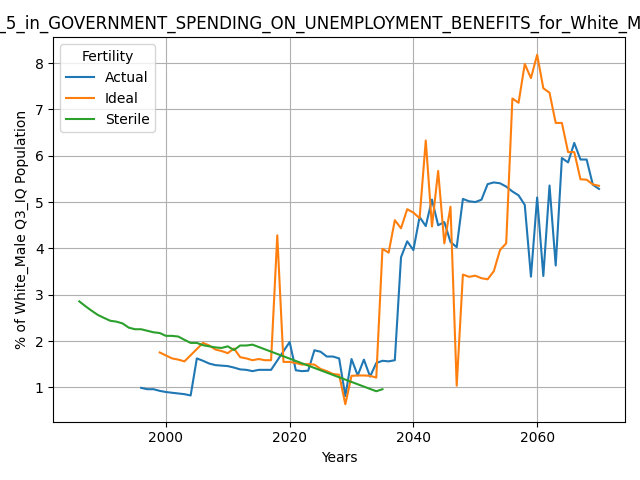 _5_in_GOVERNMENT_SPENDING_ON_UNEMPLOYMENT_BENEFITS_for_White_M
Fertility
Actual
Ideal
Sterile
% of White_Male Q3_IQ Population
8
7
6
5
4
3
2
1
2000 2020 2040 2060
Years